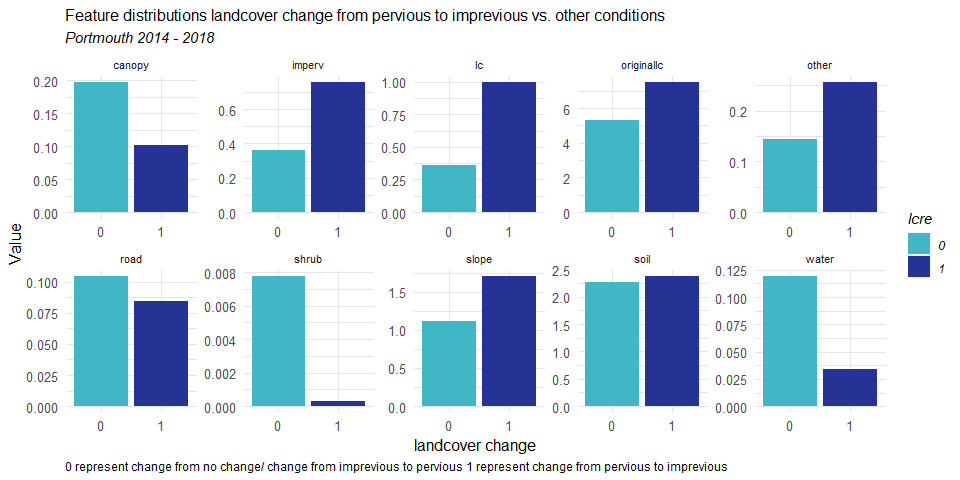 Feature distributions landcover change from pervious to imprevious vs. other conditions
Portmouth 2014 - 2018
canopy imperv lc originallc other
0.20 0.15 0.10 0.05 0.00
0.6 0.4 0.2 0.0
1.00 0.75 0.50 0.25 0.00
6 4 2 0
0.2 0.1 0.0
0 1 0 1 0 1 0 1 0 1
Value
road shrub slope soil water
0.100 0.075 0.050 0.025 0.000
0.008 0.006 0.004 0.002 0.000
1.5 1.0 0.5 0.0
2.5 2.0 1.5 1.0 0.5 0.0
0.125 0.100 0.075 0.050 0.025 0.000
0 1 0 1 0 1 0 1 0 1
landcover change
0 represent change from no change/ change from imprevious to pervious 1 represent change from pervious to imprevious
lcre
0
1